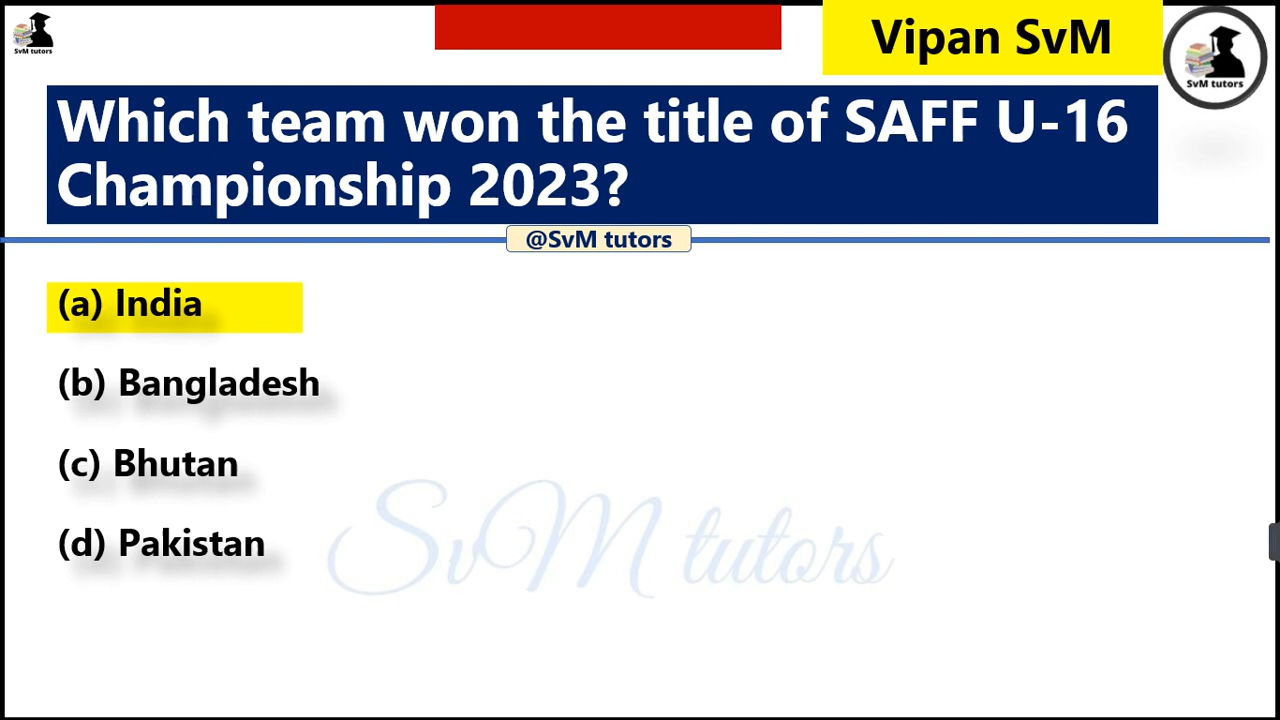 SvM tutors
Vipan SvM
SvM tutors
Which team won the title of SAFF U-16
Championship 2023?
@SvM tutors
(a) India
(b) Bangladesh
(c) Bhutan
(d) Pakistan
SvM tutors